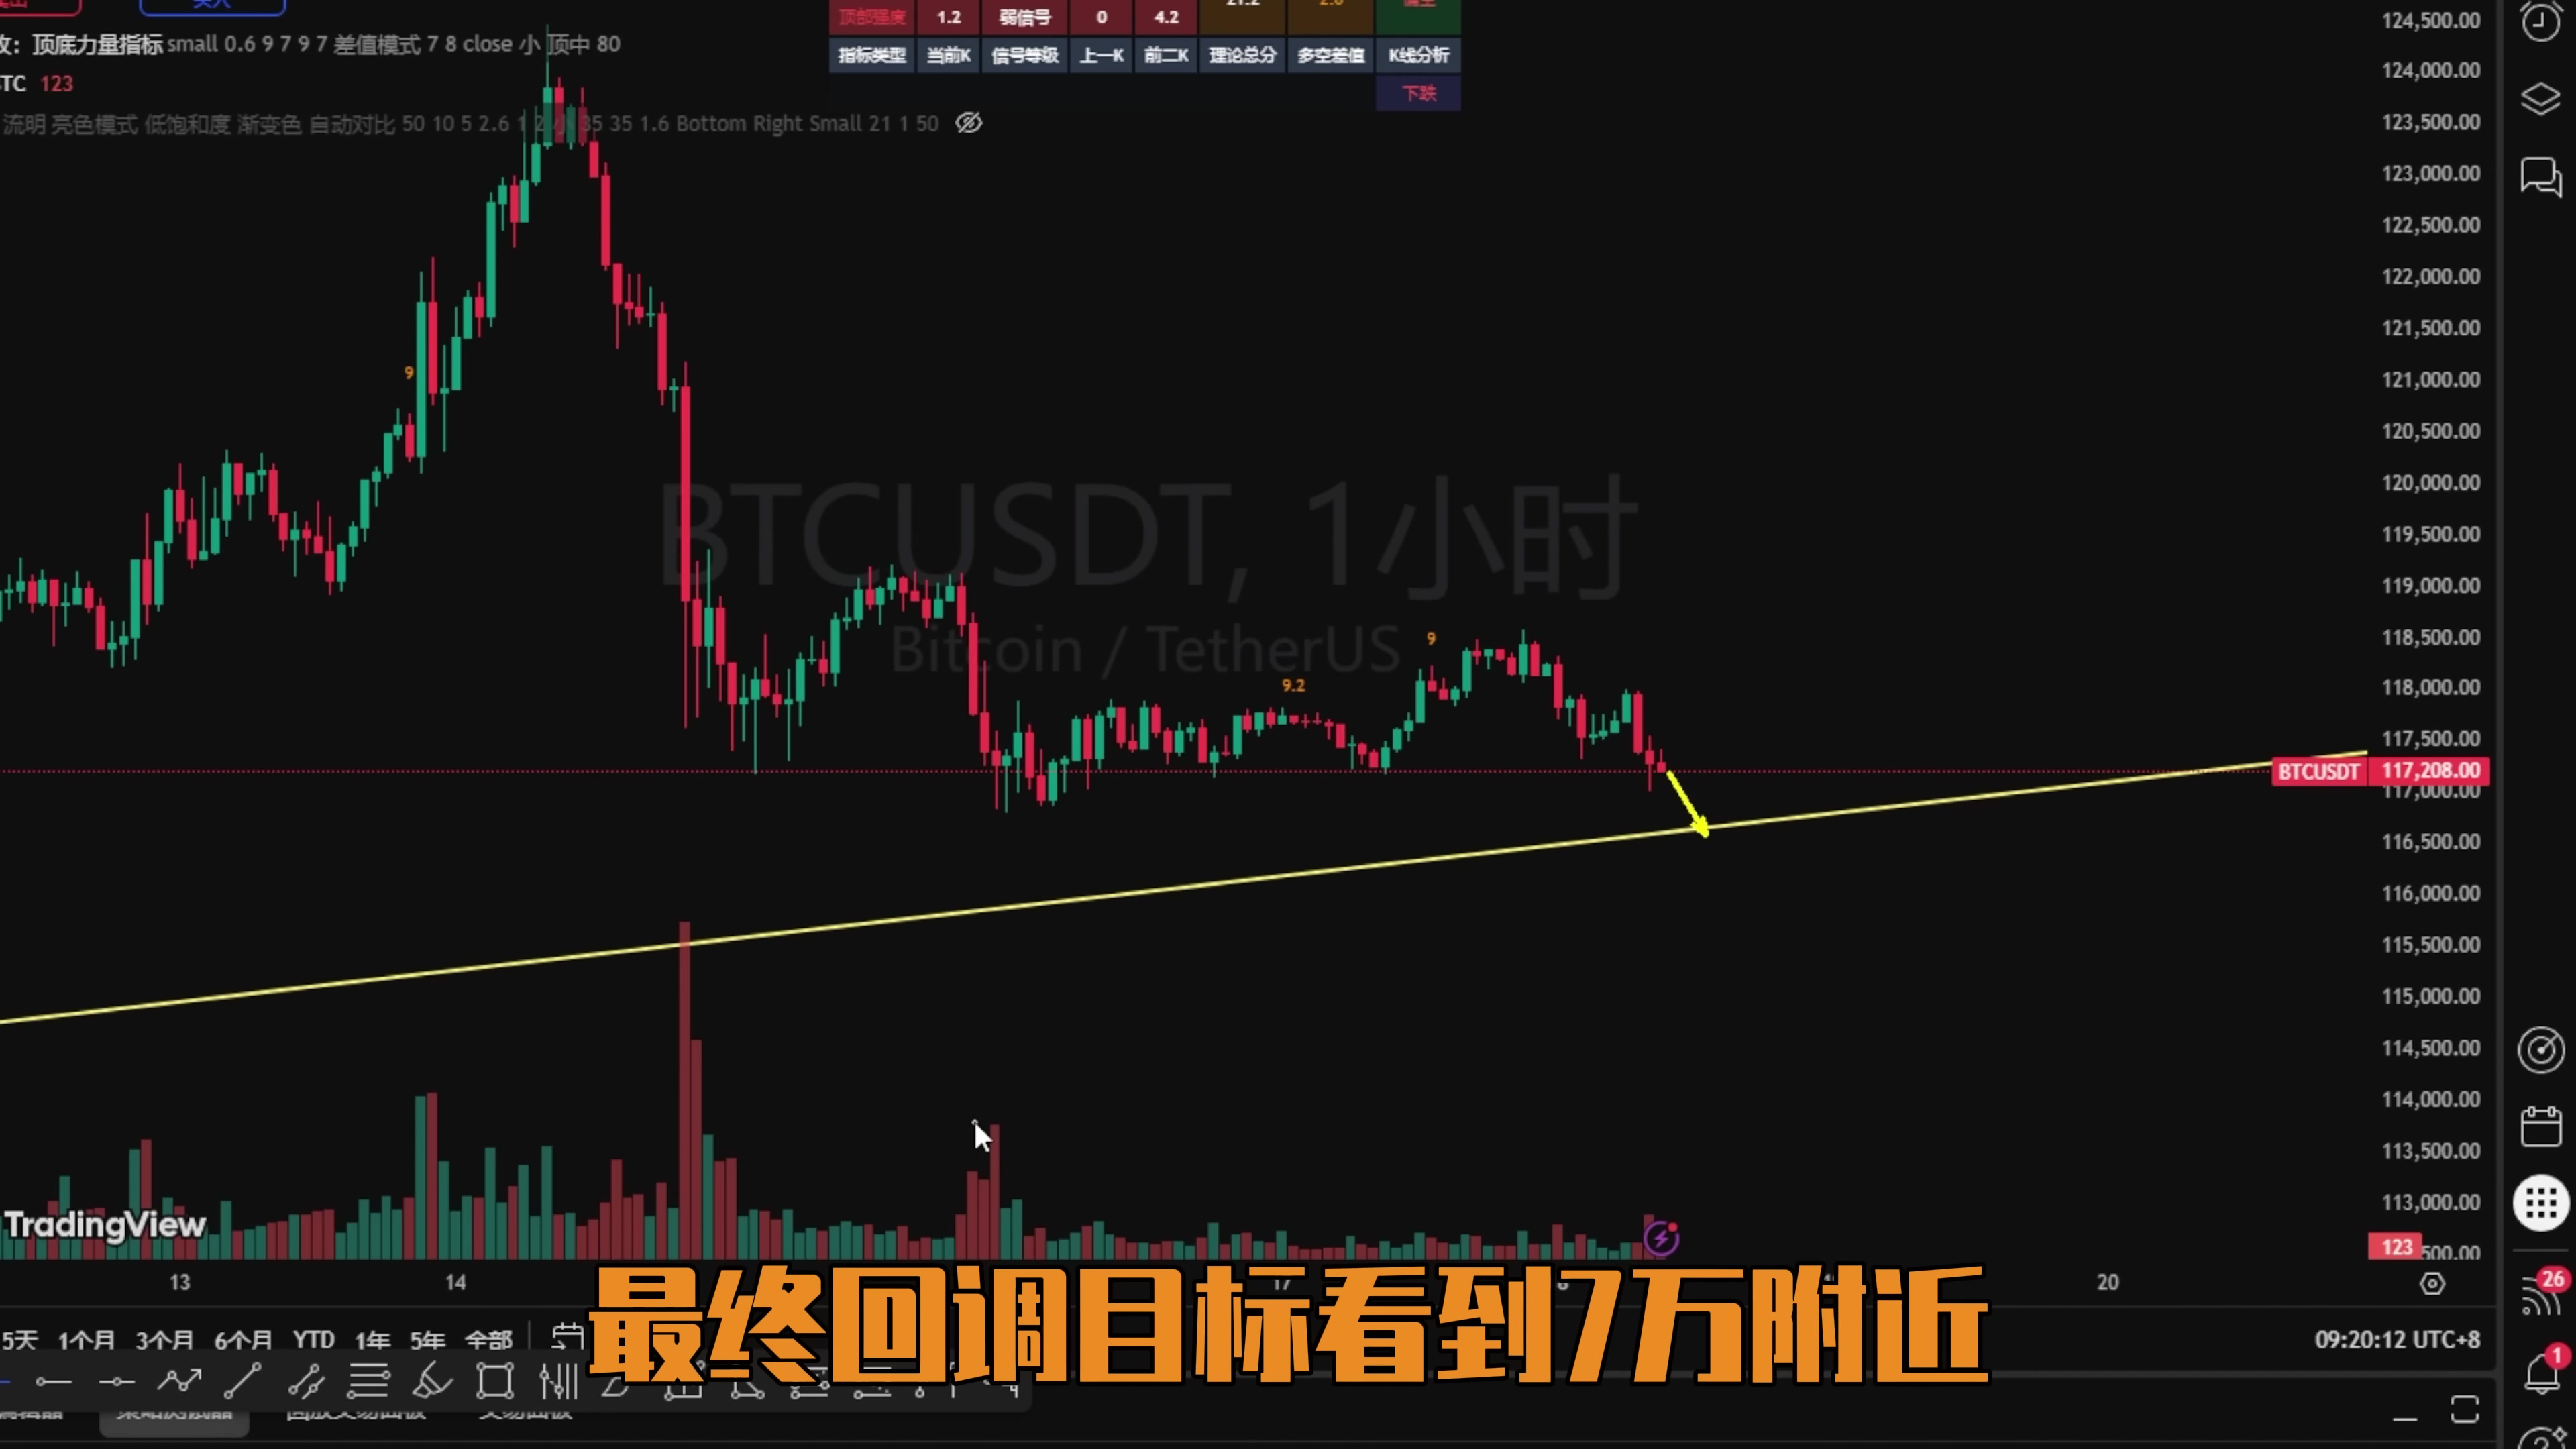 买入
顶部强度 1.2 弱信号 0 4.2
指标类型 当前K 信号等级 上一K 前二K 理论总分 多空差值 K线分析
下跌
顶底力量指标 small 0.6 9 7 9 7 差值模式 7 8 close 小 顶中 80
TC 123
流明 亮色模式 低饱和度 渐变色 自动对比 50 10 5 2.6 1 2 小 35 35 1.6 Bottom Right Small 21 1 50
124,500.00
124,000.00
123,500.00
123,000.00
122,500.00
122,000.00
121,500.00
121,000.00
120,500.00
120,000.00
119,500.00
119,000.00
118,500.00
118,000.00
117,500.00
BTCUSDT 117,208.00
117,000.00
116,500.00
116,000.00
115,500.00
115,000.00
114,500.00
114,000.00
113,500.00
113,000.00
123 500.00
9
BTCUSDT, 1小时
Bitcoin / TetherUS
9
9.2
TradingView
13 14 17 20
最终回调目标看到7万附近
5天 1个月 3个月 6个月 YTD 1年 5年 全部
09:20:12 UTC+8
26
1